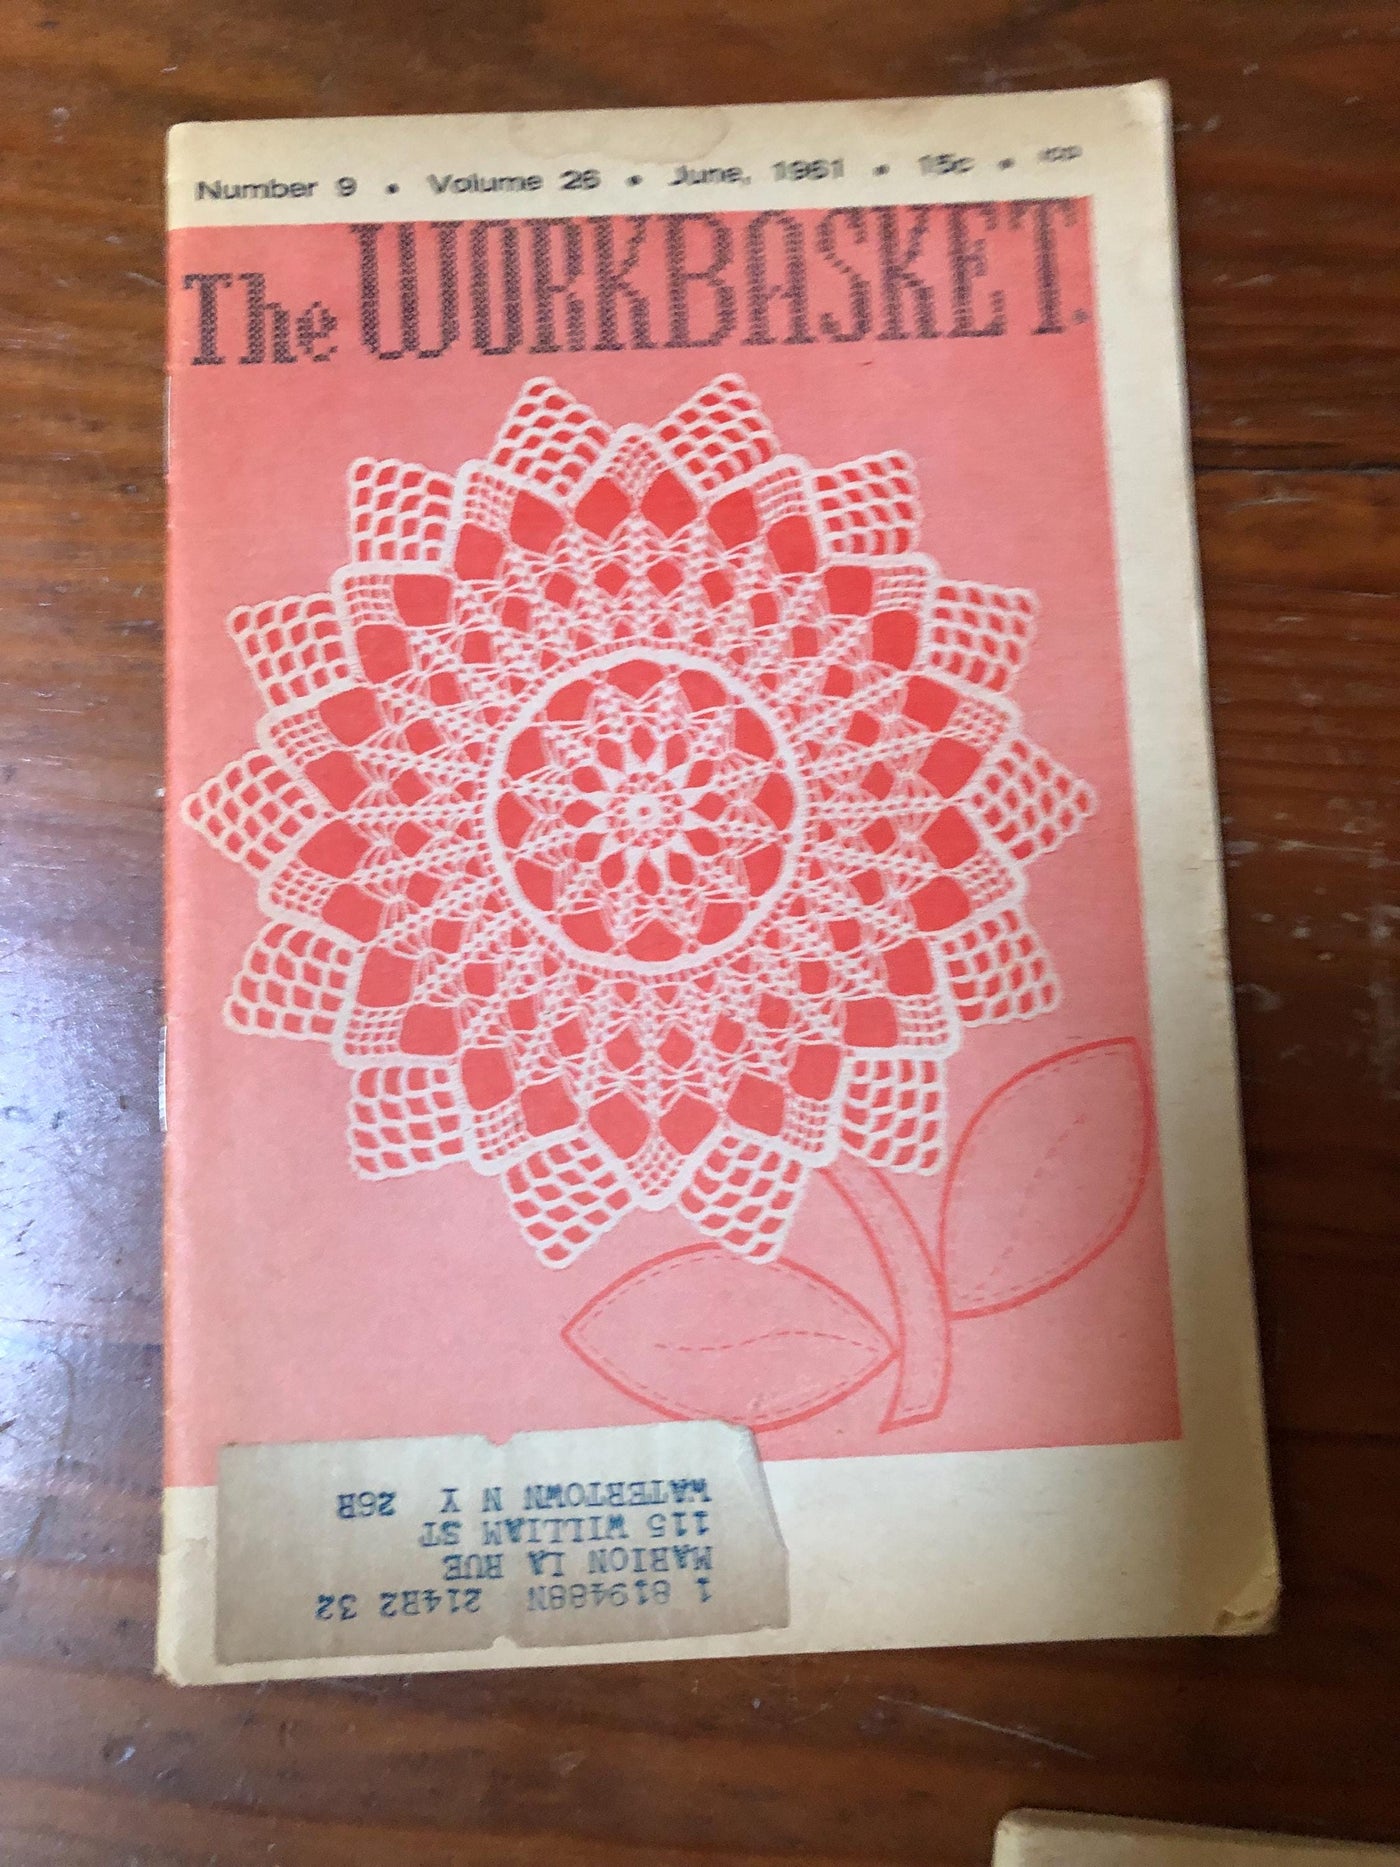 Number 9 • Volume 26 • June, 1961 • 15c •
The WORKBASKET
1 819488N 214R2 32
MARION LA RUE
115 WILLIAM ST
WATERTOWN N Y 26R